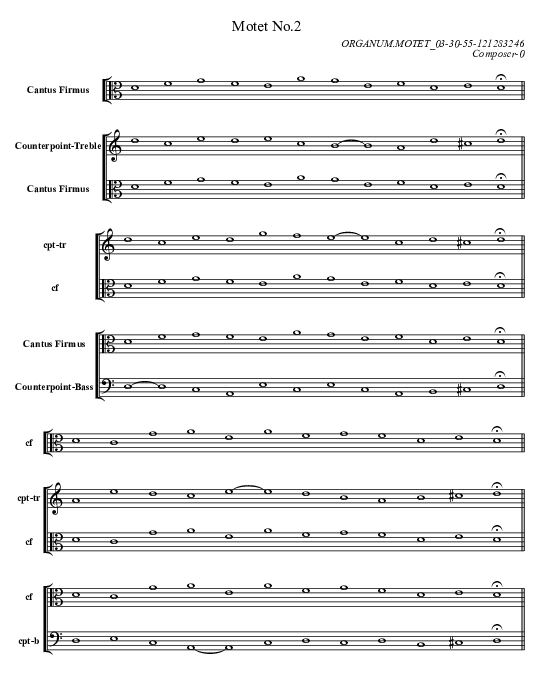 Motet No.2
ORGANUM.MOTET_03-30-55-121283246
Composer-0
Cantus Firmus
Counterpoint-Treble
Cantus Firmus
cpt-tr
cf
Cantus Firmus
Counterpoint-Bass
cf
cpt-tr
cf
cf
cpt-b